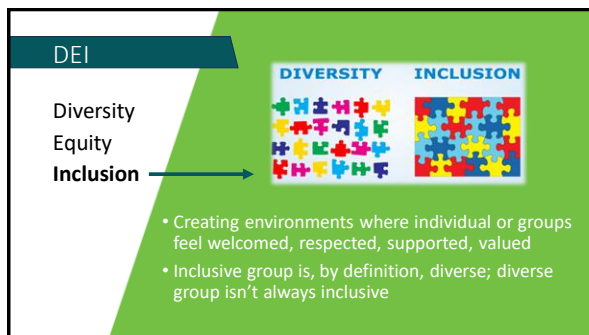 DEI
Diversity
Equity
Inclusion
DIVERSITY
INCLUSION
• Creating environments where individual or groups
feel welcomed, respected, supported, valued
• Inclusive group is, by definition, diverse; diverse
group isn't always inclusive